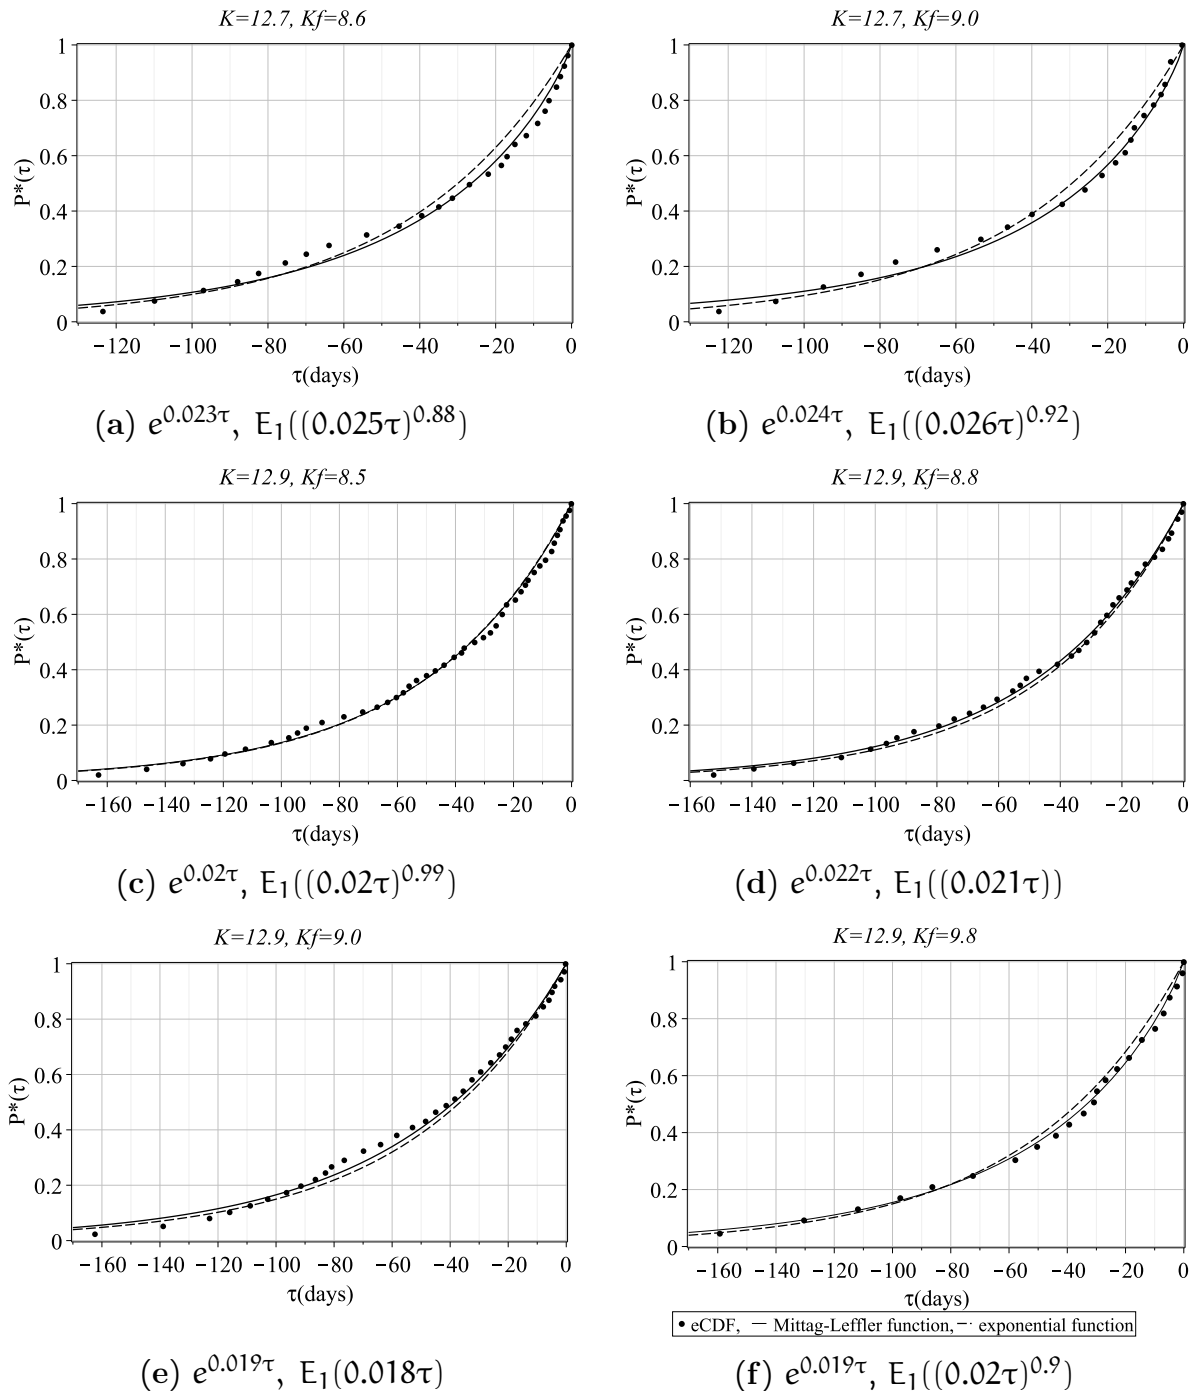 K=12.7, Kf=8.6
1
0.8
0.6
0.4
0.2
0
P*(τ)
−120 −100 −80 −60 −40 −20 0
τ(days)
(a) e^0.023τ, E₁((0.025τ)^0.88)
K=12.7, Kf=9.0
1
0.8
0.6
0.4
0.2
0
P*(τ)
−120 −100 −80 −60 −40 −20 0
τ(days)
(b) e^0.024τ, E₁((0.026τ)^0.92)
K=12.9, Kf=8.5
1
0.8
0.6
0.4
0.2
0
P*(τ)
−160 −140 −120 −100 −80 −60 −40 −20 0
τ(days)
(c) e^0.02τ, E₁((0.02τ)^0.99)
K=12.9, Kf=8.8
1
0.8
0.6
0.4
0.2
P*(τ)
−160 −140 −120 −100 −80 −60 −40 −20 0
τ(days)
(d) e^0.022τ, E₁((0.021τ))
K=12.9, Kf=9.0
1
0.8
0.6
0.4
0.2
0
P*(τ)
−160 −140 −120 −100 −80 −60 −40 −20 0
τ(days)
(e) e^0.019τ, E₁(0.018τ)
K=12.9, Kf=9.8
1
0.8
0.6
0.4
0.2
0
P*(τ)
−160 −140 −120 −100 −80 −60 −40 −20 0
τ(days)
eCDF, Mittag-Leffler function, exponential function
(f) e^0.019τ, E₁((0.02τ)^0.9)